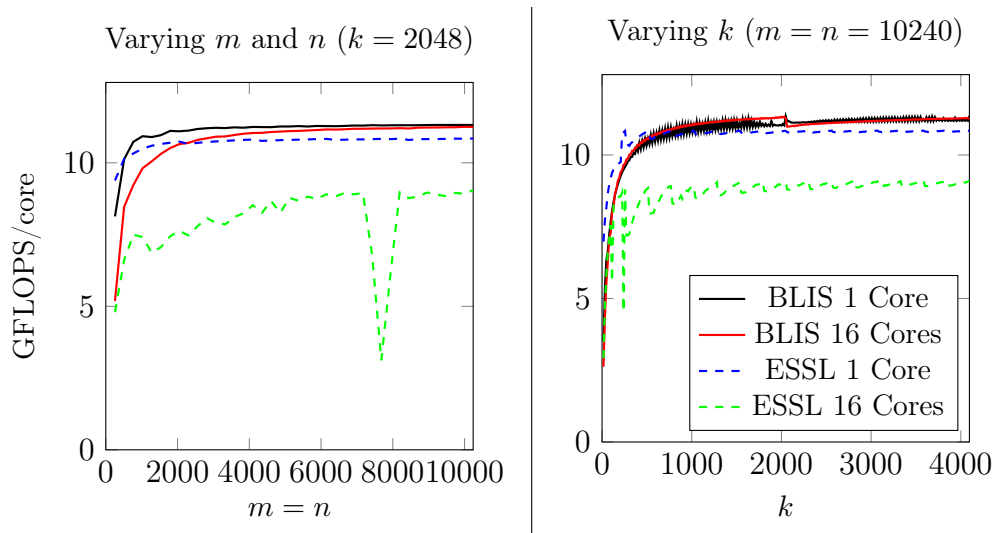 Varying m and n (k = 2048)
GFLOPS/core
10
5
0
0 2000 4000 6000 8000 10000
m = n
Varying k (m = n = 10240)
10
5
0
0 1000 2000 3000 4000
k
BLIS 1 Core
BLIS 16 Cores
ESSL 1 Core
ESSL 16 Cores